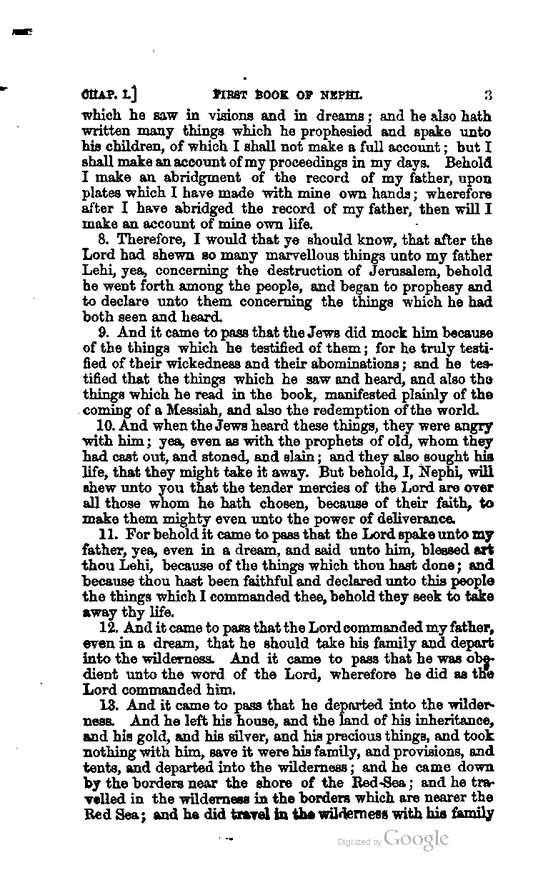 CHAP. I.] FIRST BOOK OF NEPHI. 3
which he saw in visions and in dreams; and he also hath
written many things which he prophesied and spake unto
his children, of which I shall not make a full account; but I
shall make an account of my proceedings in my days. Behold
I make an abridgment of the record of my father, upon
plates which I have made with mine own hands; wherefore
after I have abridged the record of my father, then will I
make an account of mine own life.
8. Therefore, I would that ye should know, that after the
Lord had shewn so many marvellous things unto my father
Lehi, yea, concerning the destruction of Jerusalem, behold
he went forth among the people, and began to prophesy and
to declare unto them concerning the things which he had
both seen and heard.
9. And it came to pass that the Jews did mock him because
of the things which he testified of them; for he truly testi-
fied of their wickedness and their abominations; and he tes-
tified that the things which he saw and heard, and also the
things which he read in the book, manifested plainly of the
coming of a Messiah, and also the redemption of the world.
10. And when the Jews heard these things, they were angry
with him; yea, even as with the prophets of old, whom they
had cast out, and stoned, and slain; and they also sought his
life, that they might take it away. But behold, I, Nephi, will
shew unto you that the tender mercies of the Lord are over
all those whom he hath chosen, because of their faith, to
make them mighty even unto the power of deliverance.
11. For behold it came to pass that the Lord spake unto my
father, yea, even in a dream, and said unto him, blessed art
thou Lehi, because of the things which thou hast done; and
because thou hast been faithful and declared unto this people
the things which I commanded thee, behold they seek to take
away thy life.
12. And it came to pass that the Lord commanded my father,
even in a dream, that he should take his family and depart
into the wilderness. And it came to pass that he was obe-
dient unto the word of the Lord, wherefore he did as the
Lord commanded him.
13. And it came to pass that he departed into the wilder-
ness. And he left his house, and the land of his inheritance,
and his gold, and his silver, and his precious things, and took
nothing with him, save it were his family, and provisions, and
tents, and departed into the wilderness; and he came down
by the borders near the shore of the Red-Sea; and he tra-
velled in the wilderness in the borders which are nearer the
Red Sea; and he did travel in the wilderness with his family
Digitized by Google